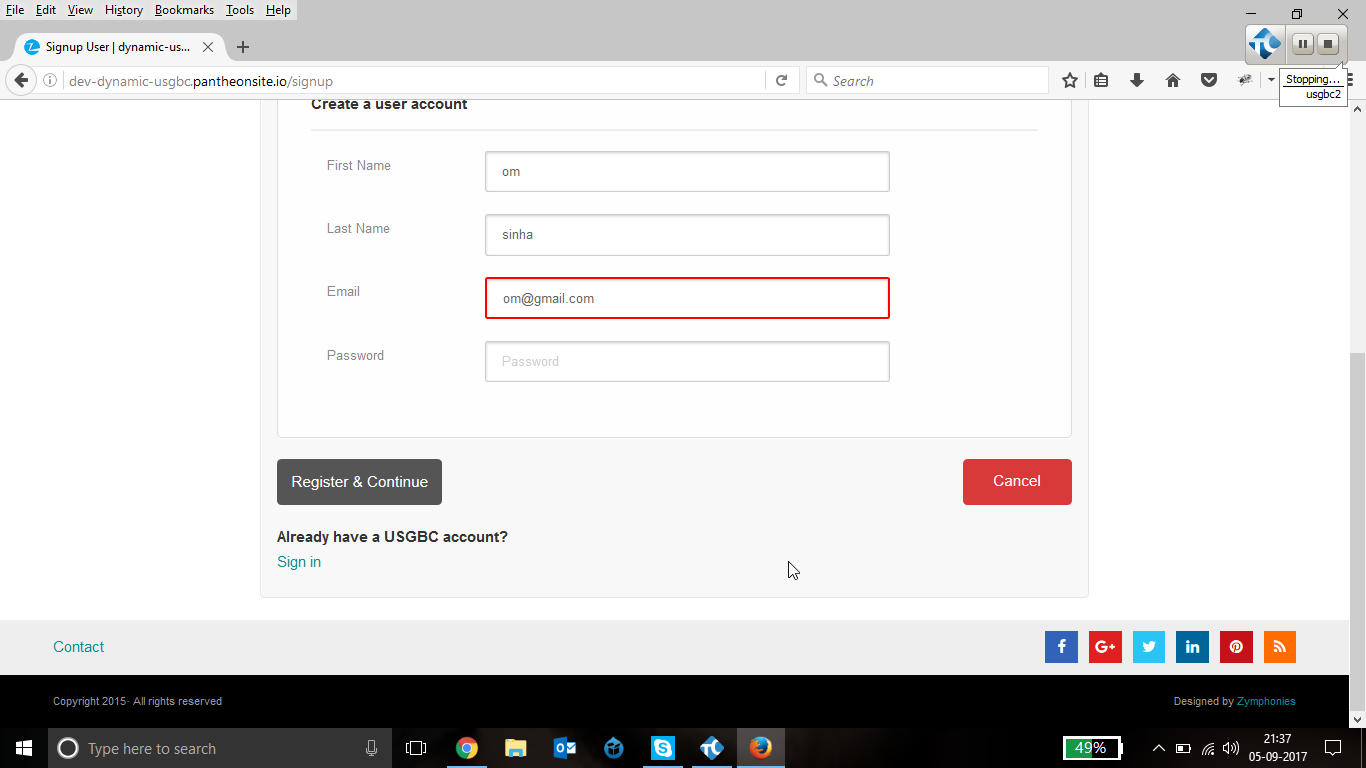 File Edit View History Bookmarks Tools Help
Signup User | dynamic-us...
dev-dynamic-usgbc.pantheonsite.io/signup
Search
Stopping...
usgbc2
Create a user account
First Name
om
Last Name
sinha
Email
om@gmail.com
Password
Password
Register & Continue
Cancel
Already have a USGBC account?
Sign in
Contact
f G+ in
Copyright 2015- All rights reserved
Designed by Zymphonies
Type here to search
49%
21:37
05-09-2017